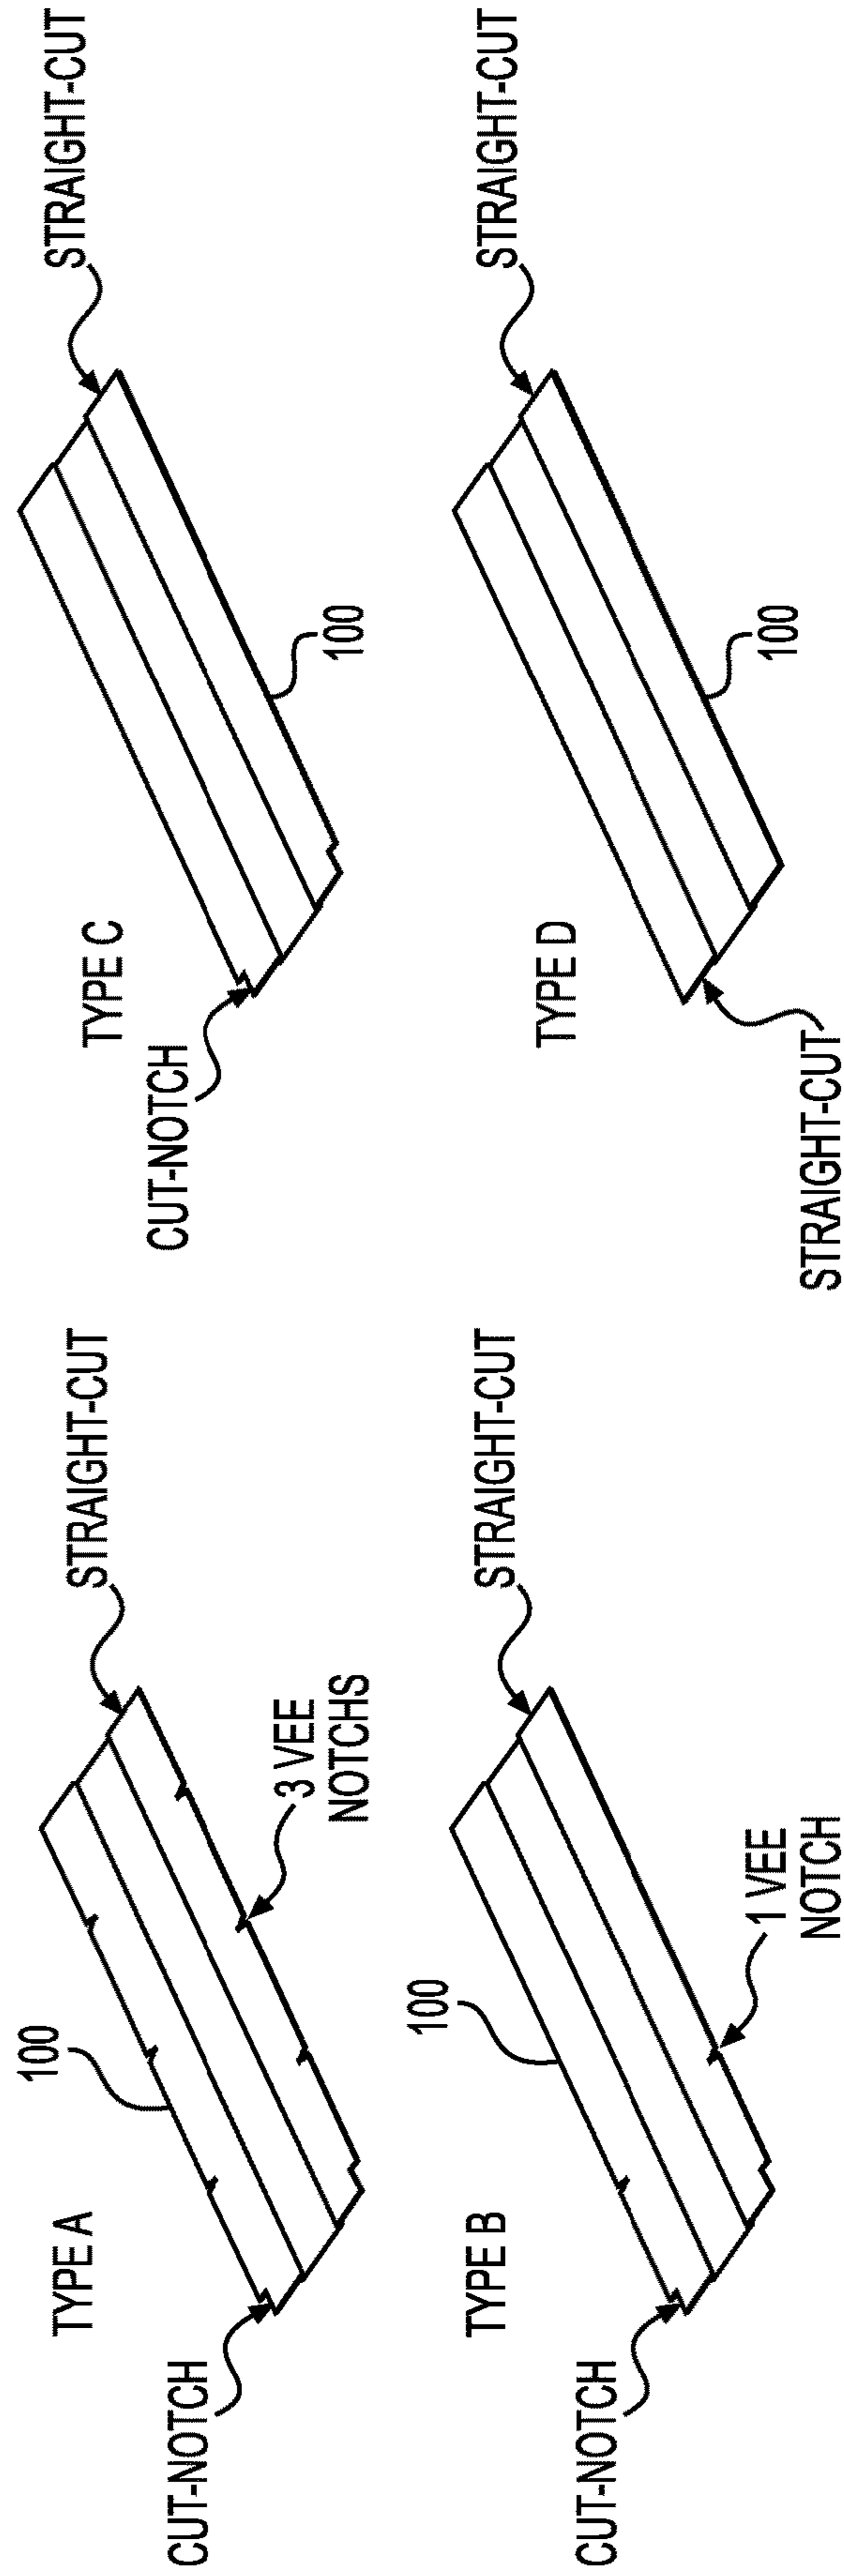 TYPE A
100
STRAIGHT-CUT
CUT-NOTCH
3 VEE
NOTCHS
TYPE B
100
STRAIGHT-CUT
CUT-NOTCH
1 VEE
NOTCH
TYPE C
STRAIGHT-CUT
CUT-NOTCH
100
TYPE D
STRAIGHT-CUT
STRAIGHT-CUT
100